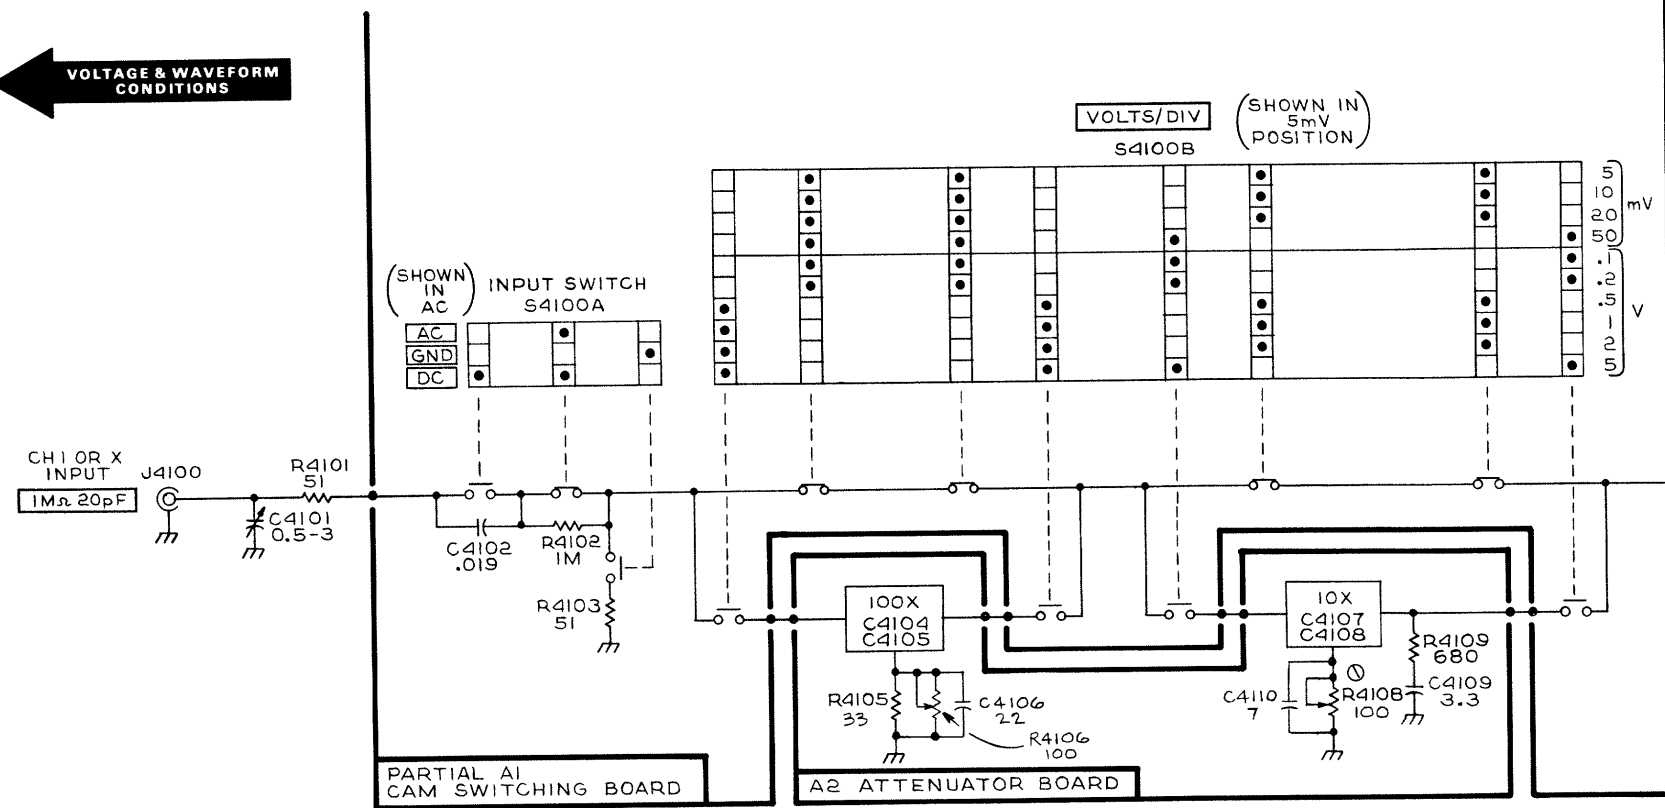 VOLTAGE & WAVEFORM
CONDITIONS
VOLTS/DIV
S4100B
(SHOWN IN
5mV
POSITION)
5
10
20
50
mV
.1
.2
.5
1
2
5
V
(SHOWN
IN
AC)
INPUT SWITCH
S4100A
AC
GND
DC
CH 1 OR X
INPUT
1MΩ 20pF
J4100
R4101
51
C4101
0.5-3
C4102
.019
R4102
1M
R4103
51
100X
C4104
C4105
R4105
33
C4106
22
R4106
100
10X
C4107
C4108
R4109
680
C4110
7
R4108
100
C4109
3.3
PARTIAL A1
CAM SWITCHING BOARD
A2 ATTENUATOR BOARD